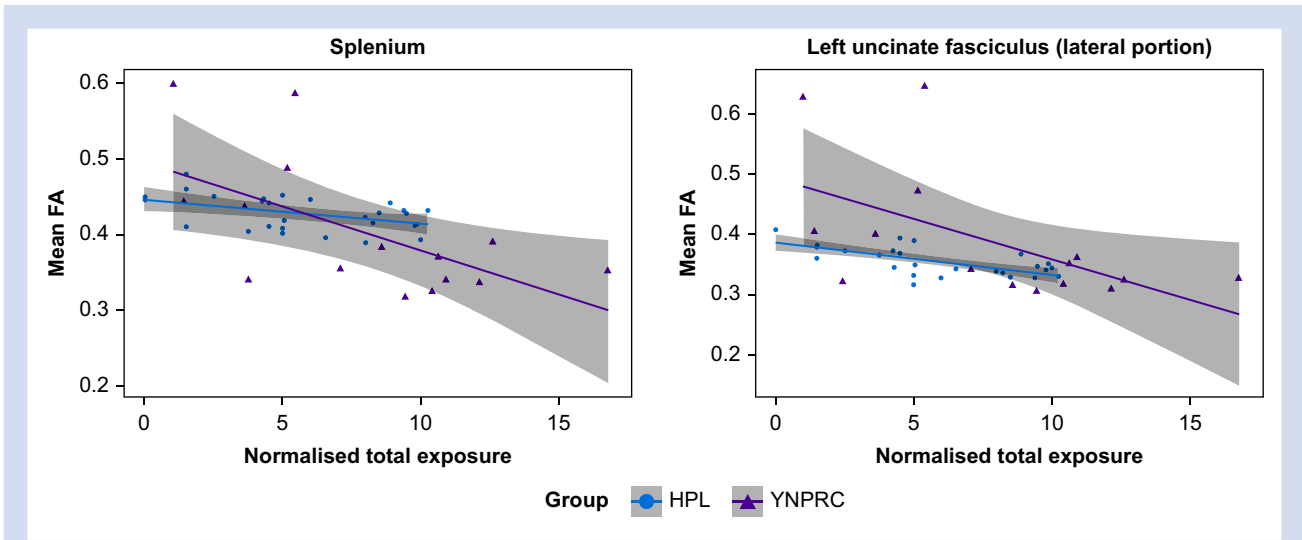 Splenium
Left uncinate fasciculus (lateral portion)
Mean FA
0.6
0.5
0.4
0.3
0.2
0
5
10
15
Normalised total exposure
Mean FA
0.6
0.5
0.4
0.3
0.2
0
5
10
15
Normalised total exposure
Group
HPL
YNPRC